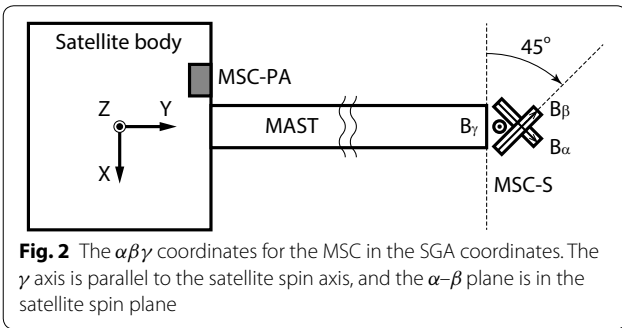 Satellite body
45°
MSC-PA
Z
Y
MAST
Bγ
Bβ
X
Bα
MSC-S
Fig. 2 The αβγ coordinates for the MSC in the SGA coordinates. The
γ axis is parallel to the satellite spin axis, and the α–β plane is in the
satellite spin plane